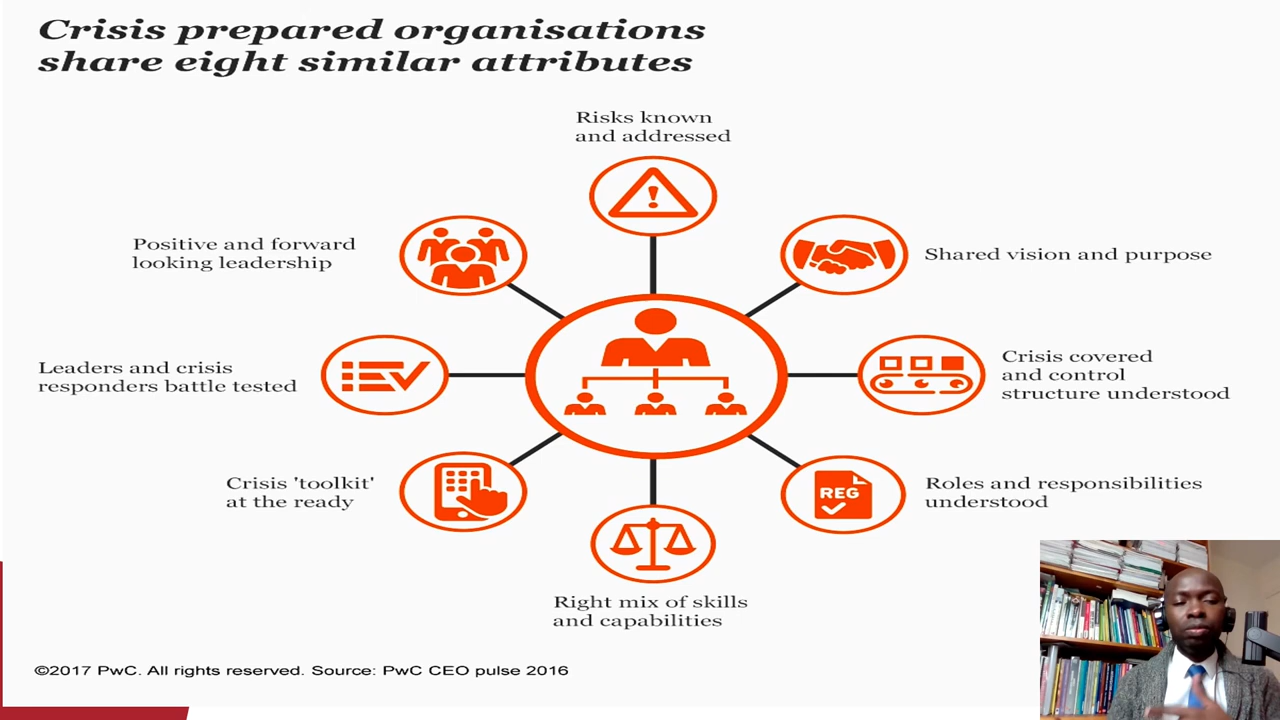 Crisis prepared organisations
share eight similar attributes
Risks known
and addressed
Positive and forward
looking leadership
Shared vision and purpose
Leaders and crisis
responders battle tested
Crisis covered
and control
structure understood
Crisis 'toolkit'
at the ready
REG
Roles and responsibilities
understood
Right mix of skills
and capabilities
©2017 PwC. All rights reserved. Source: PwC CEO pulse 2016